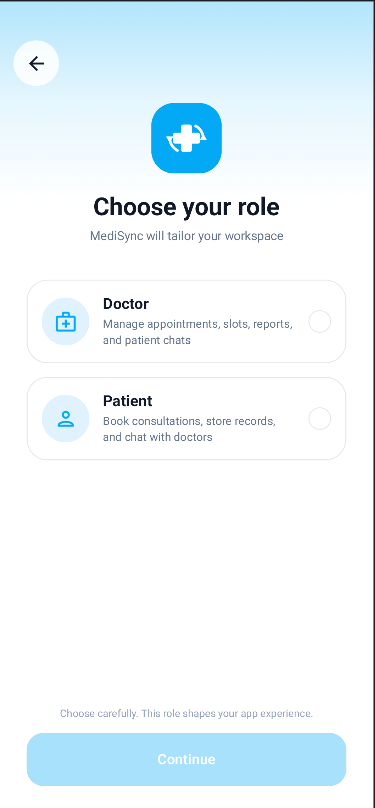 Choose your role
MediSync will tailor your workspace
Doctor
Manage appointments, slots, reports,
and patient chats
Patient
Book consultations, store records,
and chat with doctors
Choose carefully. This role shapes your app experience.
Continue